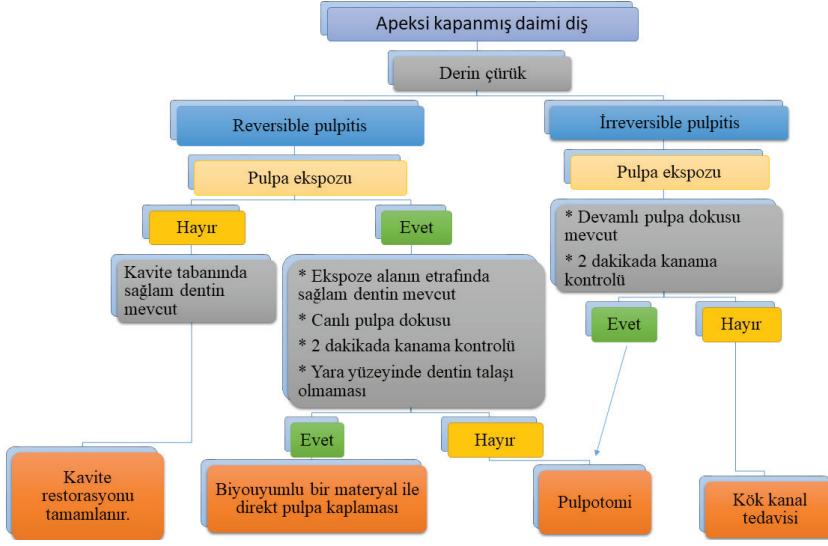 Apeksi kapanmış daimi diş
Derin çürük
Reversible pulpitis
İrreversible pulpitis
Pulpa ekspozu
Pulpa ekspozu
Hayır
Evet
* Devamlı pulpa dokusu
mevcut
* 2 dakikada kanama
kontrolü
Kavite tabanında
sağlam dentin
mevcut
* Ekspoze alanın etrafında
sağlam dentin mevcut
* Canlı pulpa dokusu
* 2 dakikada kanama kontrolü
* Yara yüzeyinde dentin talaşı
olmaması
Evet
Hayır
Evet
Hayır
Kavite
restorasyonu
tamamlanır.
Biyouyumlu bir materyal ile
direkt pulpa kaplaması
Pulpotomi
Kök kanal
tedavisi